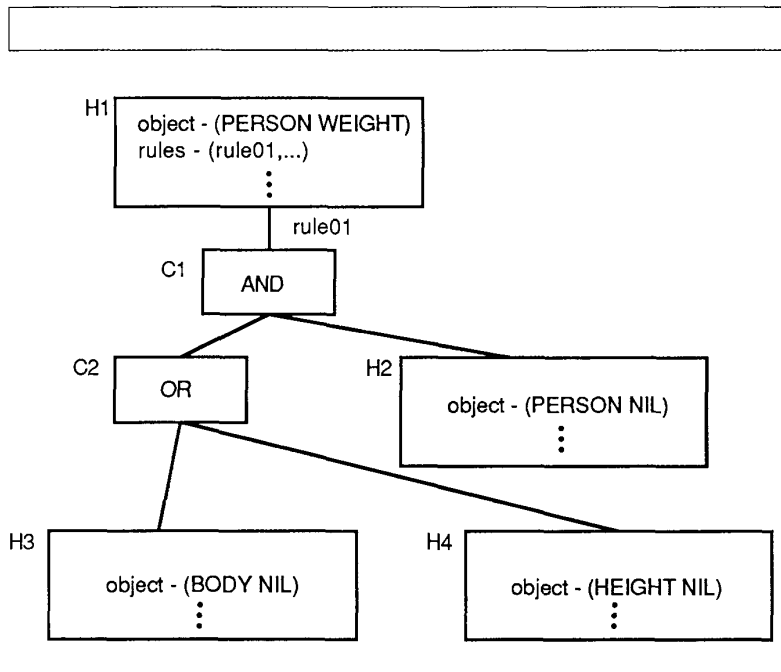 H1
object - (PERSON WEIGHT)
rules - (rule01,...)
rule01
C1
AND
C2
OR
H2
object - (PERSON NIL)
H3
object - (BODY NIL)
H4
object - (HEIGHT NIL)